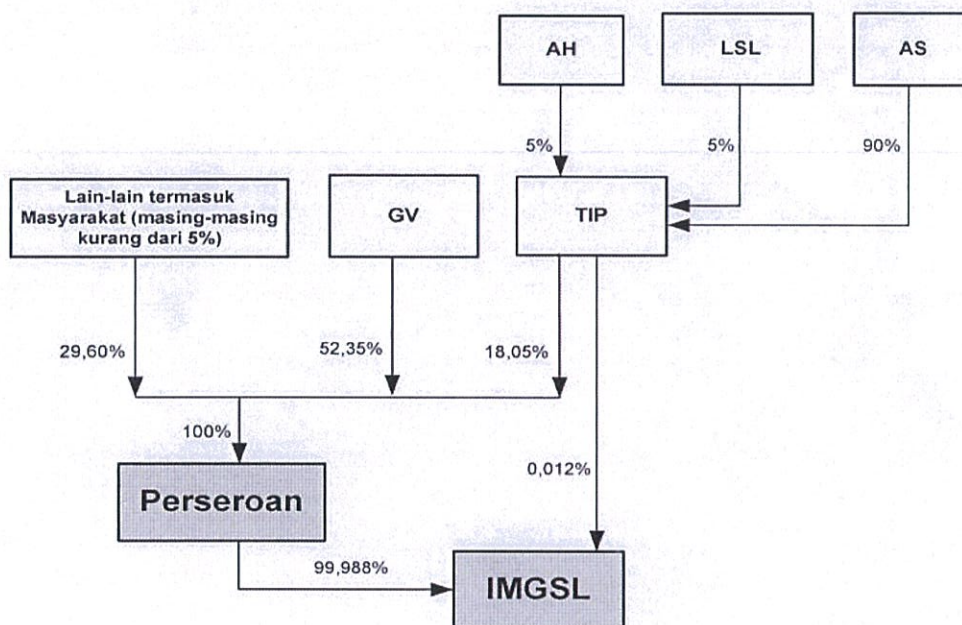 AH
LSL
AS
5%
5%
90%
Lain-lain termasuk
Masyarakat (masing-masing
kurang dari 5%)
GV
TIP
29,60%
52,35%
18,05%
100%
0,012%
Perseroan
99,988%
IMGSL